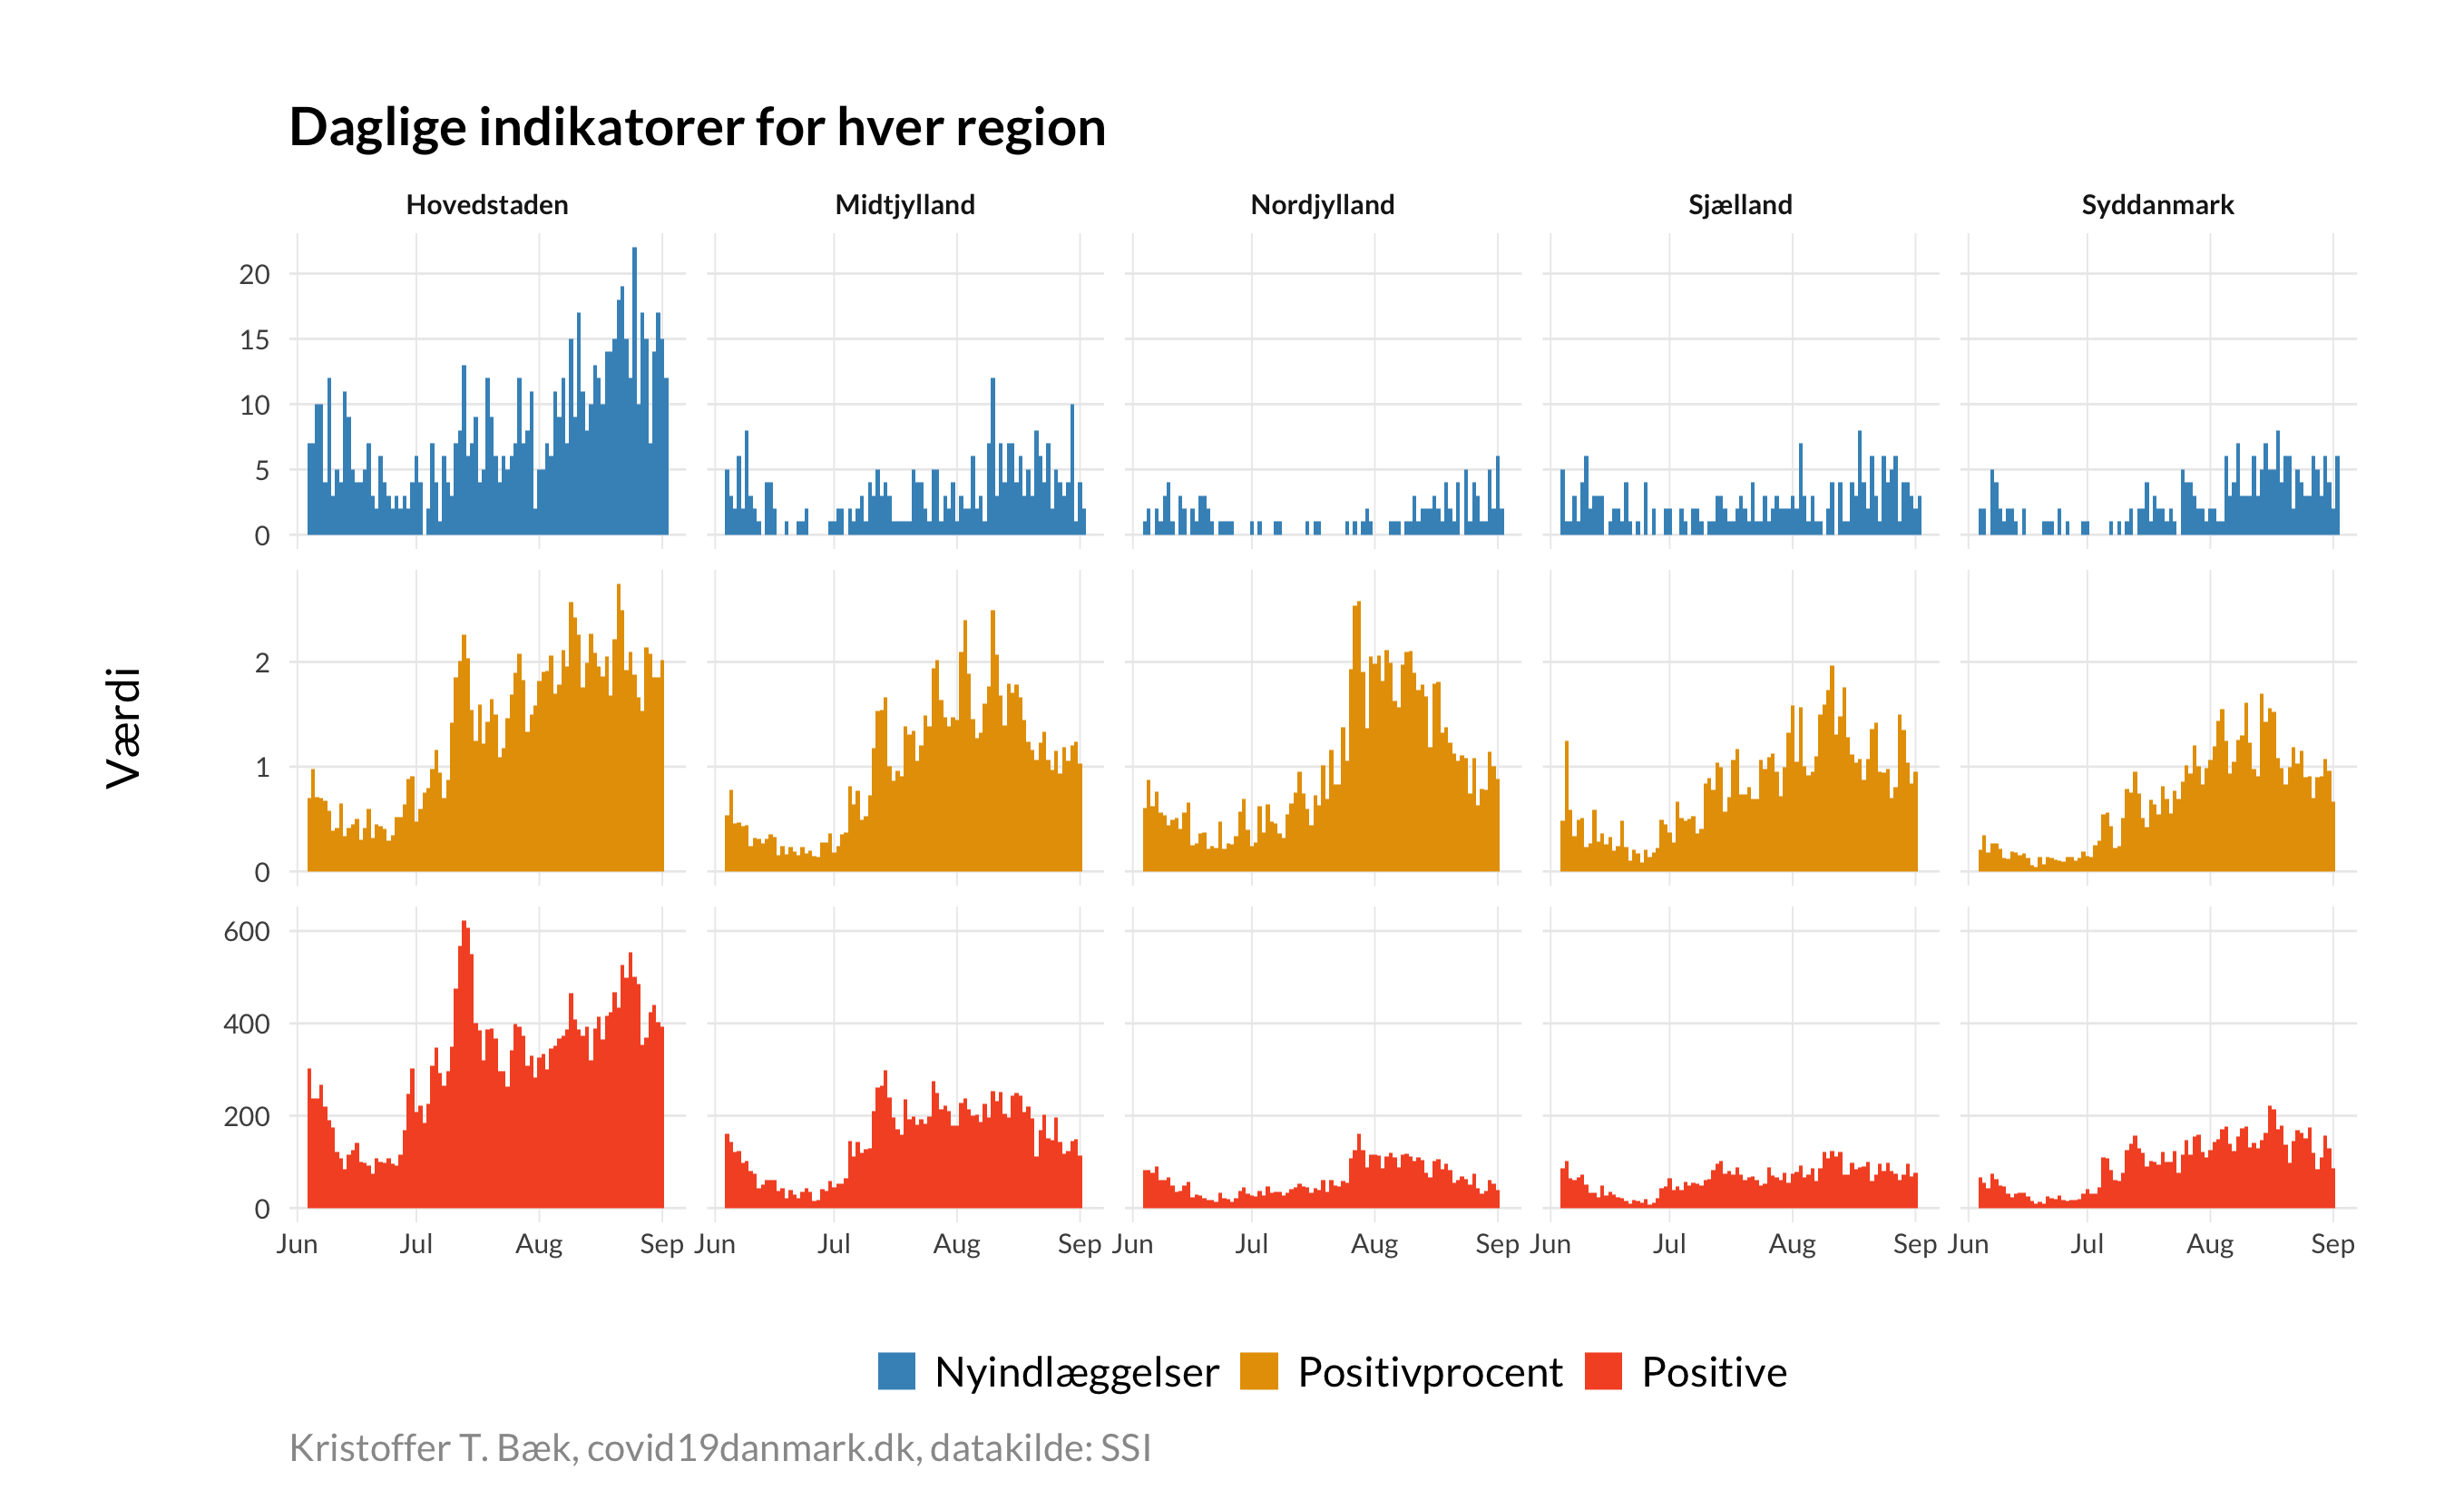 Daglige indikatorer for hver region
Hovedstaden Midtjylland Nordjylland Sjælland Syddanmark
20
15
10
5
0
2
1
0
600
400
200
0
Værdi
Jun Jul Aug Sep Jun Jul Aug Sep Jun Jul Aug Sep Jun Jul Aug Sep Jun Jul Aug Sep
Nyindlæggelser Positivprocent Positive
Kristoffer T. Bæk, covid19danmark.dk, datakilde: SSI